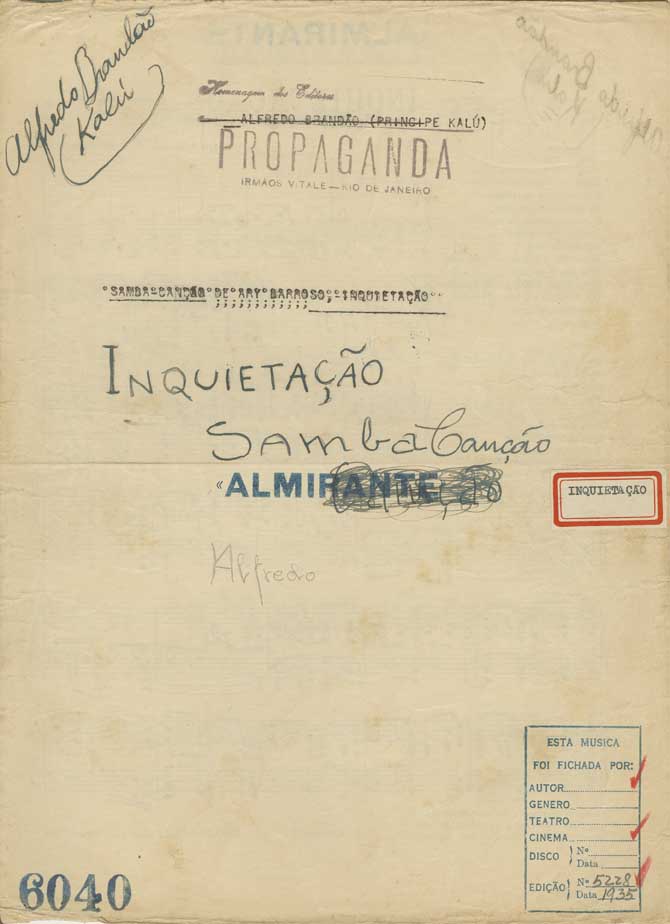 Alfredo Brandão
Kalú
Homenagem dos Editores
ALFREDO BRANDÃO (PRINCIPE KALÚ)
PROPAGANDA
IRMÃOS VITALE — RIO DE JANEIRO
"SAMBA-CANÇÃO" DE ARY BARROSO, "INQUIETAÇÃO"
INQUIETAÇÃO
SAMBA Canção
«ALMIRANTE»
INQUIETAÇÃO
Alfredo
ESTA MUSICA
FOI FICHADA POR:
AUTOR
GENERO
TEATRO
CINEMA
DISCO } Nº
Data
EDIÇÃO } Nº 5228
Data 1935
6040